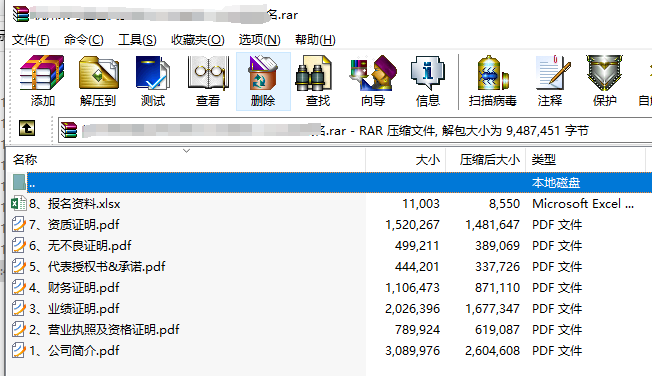 名.rar
文件(F) 命令(C) 工具(S) 收藏夹(O) 选项(N) 帮助(H)
添加 解压到 测试 查看 删除 查找 向导 信息 扫描病毒 注释 保护
名.rar - RAR 压缩文件, 解包大小为 9,487,451 字节
名称 大小 压缩后大小 类型
.. 本地磁盘
8、报名资料.xlsx 11,003 8,550 Microsoft Excel ...
7、资质证明.pdf 1,520,267 1,481,647 PDF 文件
6、无不良证明.pdf 499,211 389,069 PDF 文件
5、代表授权书&承诺.pdf 444,201 337,726 PDF 文件
4、财务证明.pdf 1,106,473 871,110 PDF 文件
3、业绩证明.pdf 2,026,396 1,677,347 PDF 文件
2、营业执照及资格证明.pdf 789,924 619,087 PDF 文件
1、公司简介.pdf 3,089,976 2,604,608 PDF 文件